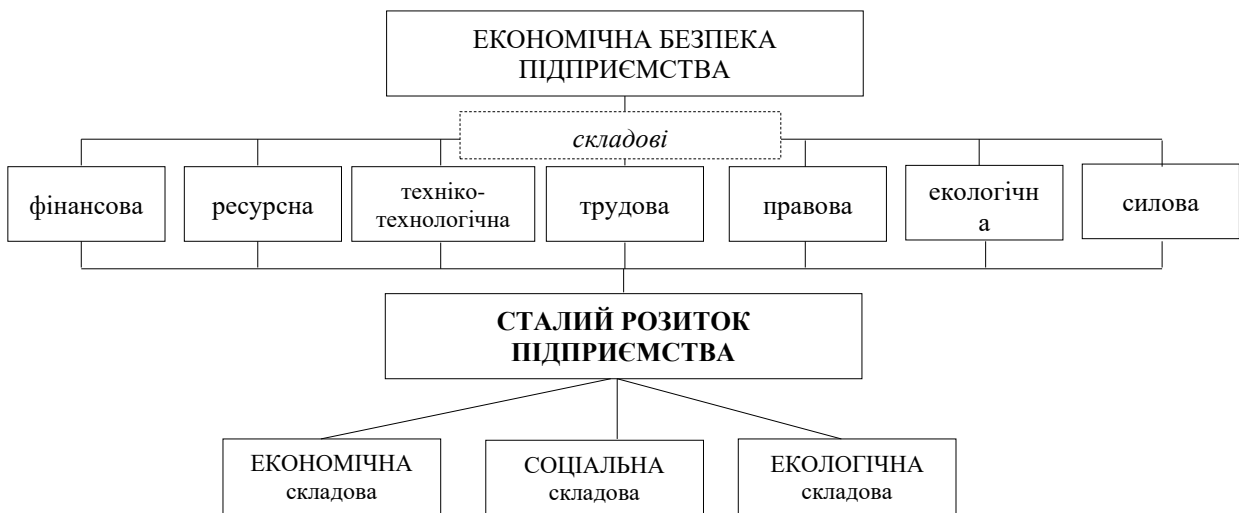 ЕКОНОМІЧНА БЕЗПЕКА
ПІДПРИЄМСТВА
складові
фінансова
ресурсна
техніко-
технологічна
трудова
правова
екологічн
а
силова
СТАЛИЙ РОЗИТОК
ПІДПРИЄМСТВА
ЕКОНОМІЧНА
складова
СОЦІАЛЬНА
складова
ЕКОЛОГІЧНА
складова